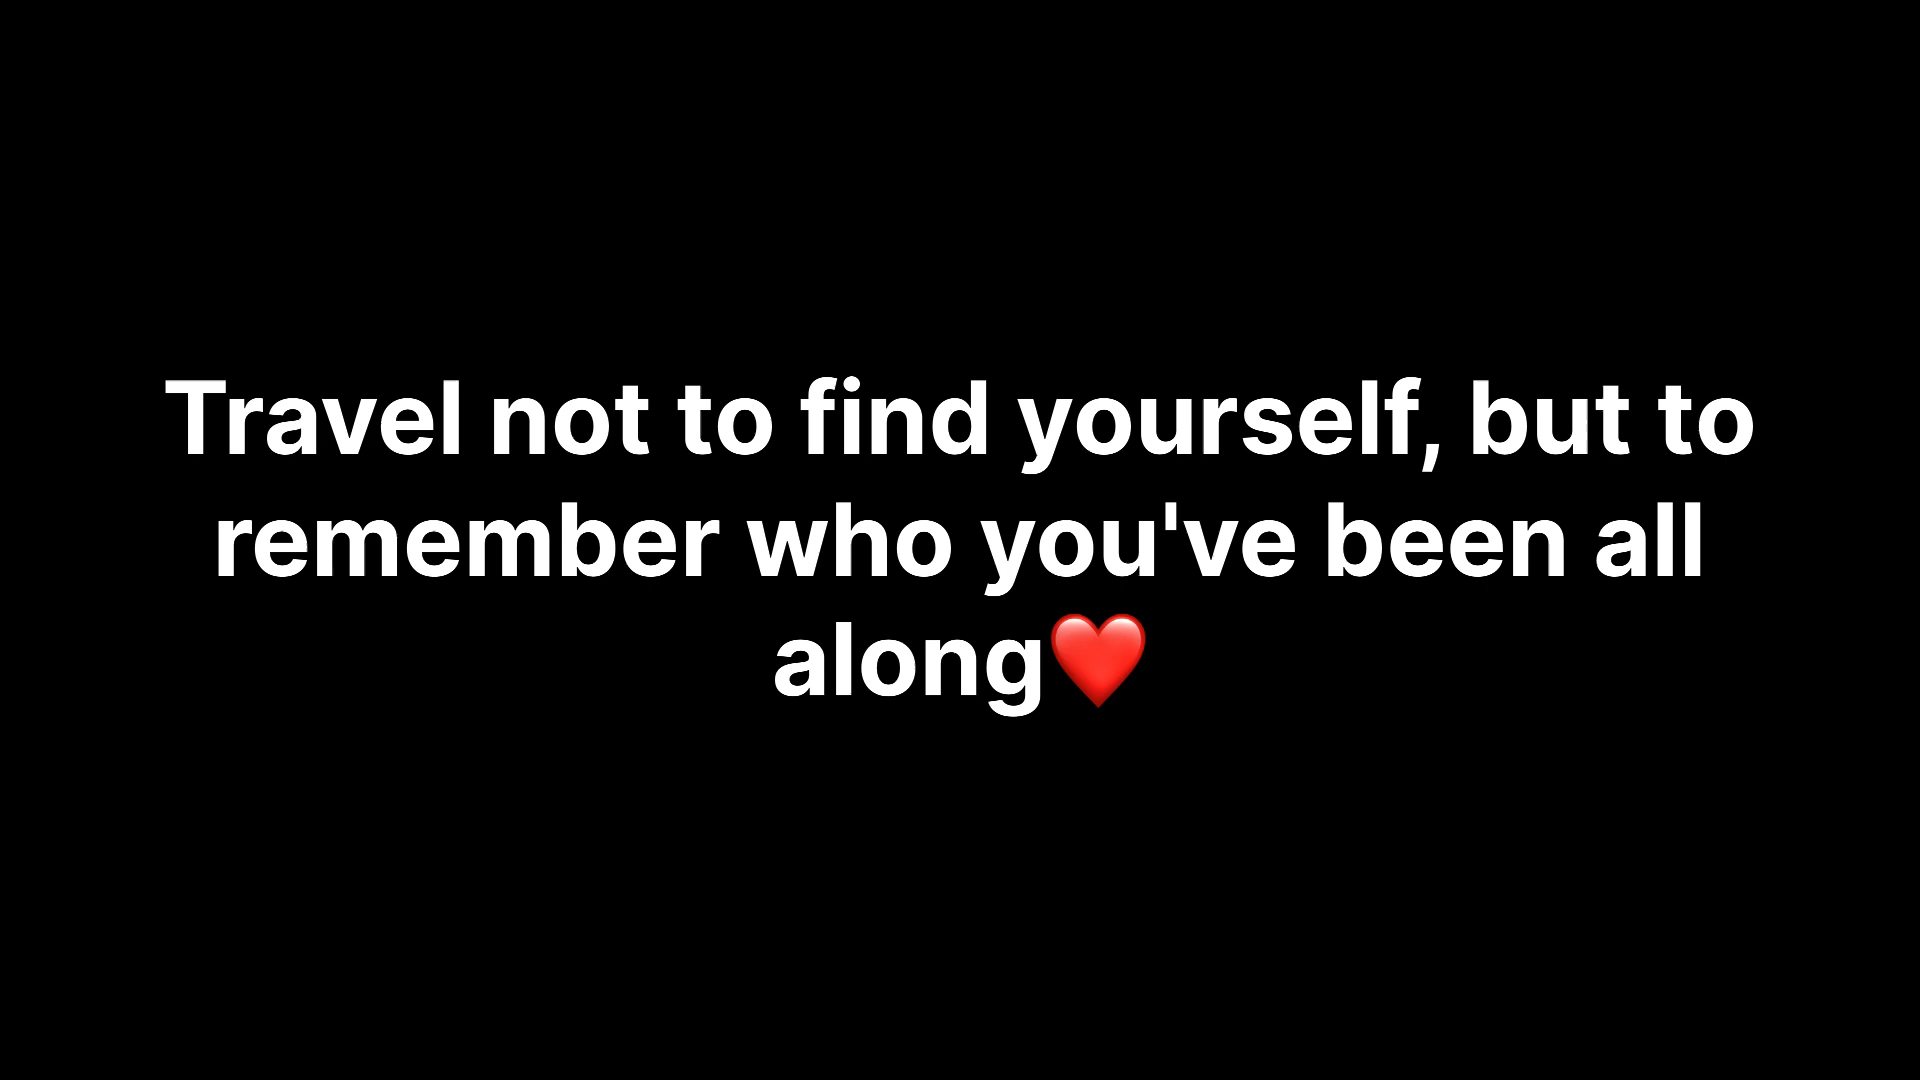 Travel not to find yourself, but to
remember who you've been all
along❤️